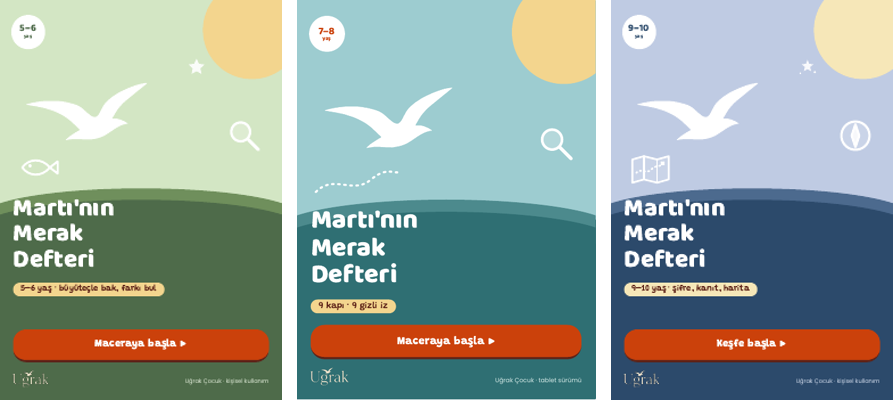 5–6
yaş
Martı'nın
Merak
Defteri
5–6 yaş · büyüteçle bak, farkı bul
Maceraya başla ▸
Uğrak
Uğrak Çocuk · kişisel kullanım
7–8
yaş
Martı'nın
Merak
Defteri
9 kapı · 9 gizli iz
Maceraya başla ▸
Uğrak
Uğrak Çocuk · tablet sürümü
9–10
yaş
Martı'nın
Merak
Defteri
9–10 yaş · şifre, kanıt, harita
Keşfe başla ▸
Uğrak
Uğrak Çocuk · kişisel kullanım